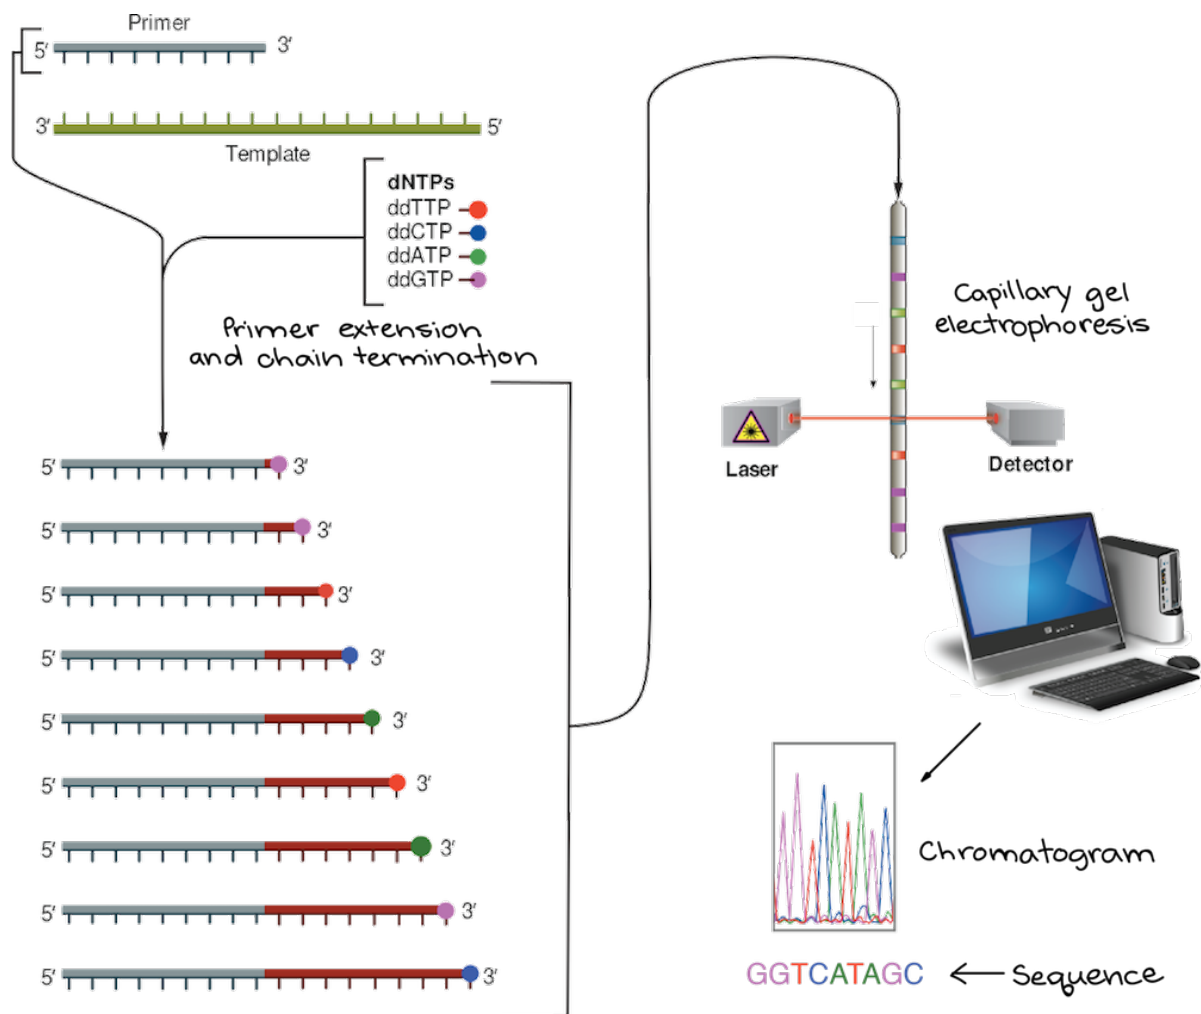 Primer
5′ 3′
3′ 5′
Template
dNTPs
ddTTP
ddCTP
ddATP
ddGTP
Primer extension
and chain termination
5′ 3′
5′ 3′
5′ 3′
5′ 3′
5′ 3′
5′ 3′
5′ 3′
5′ 3′
5′ 3′
Capillary gel
electrophoresis
Laser
Detector
Chromatogram
GGTCATAGC ← Sequence